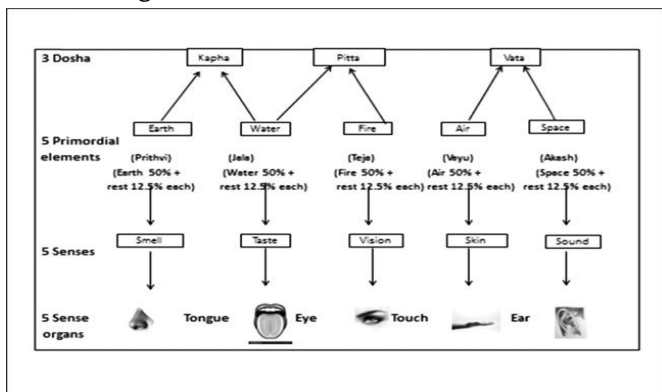 3 Dosha Kapha Pitta Vata
Earth Water Fire Air Space
5 Primordial
elements (Prithvi) (Jala) (Teja) (Vayu) (Akash)
(Earth 50% + (Water 50% + (Fire 50% + (Air 50% + (Space 50% +
rest 12.5% each) rest 12.5% each) rest 12.5% each) rest 12.5% each) rest 12.5% each)
Smell Taste Vision Skin Sound
5 Senses
5 Sense Tongue Eye Touch Ear
organs